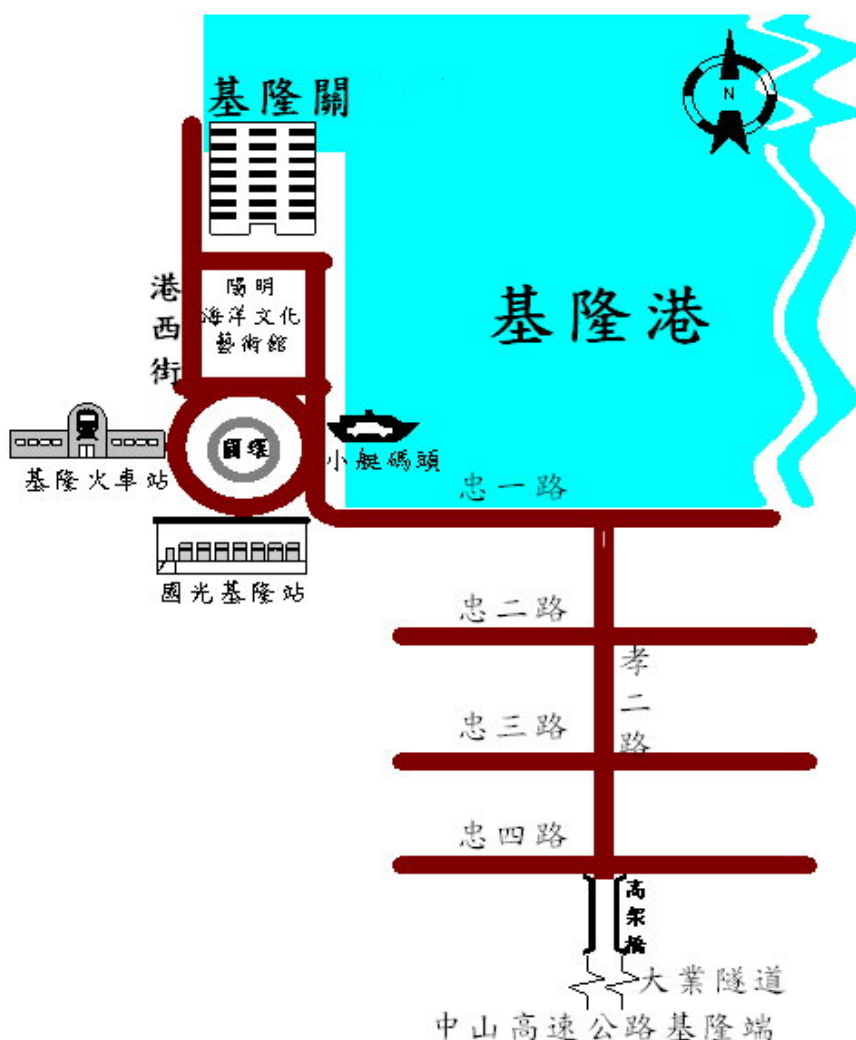 基隆關
N
港西街
陽明
海洋文化
藝術館
基隆港
圓環
基隆火車站
小艇碼頭
忠一路
國光基隆站
忠二路
孝二路
忠三路
忠四路
高架橋
大業隧道
中山高速公路基隆端